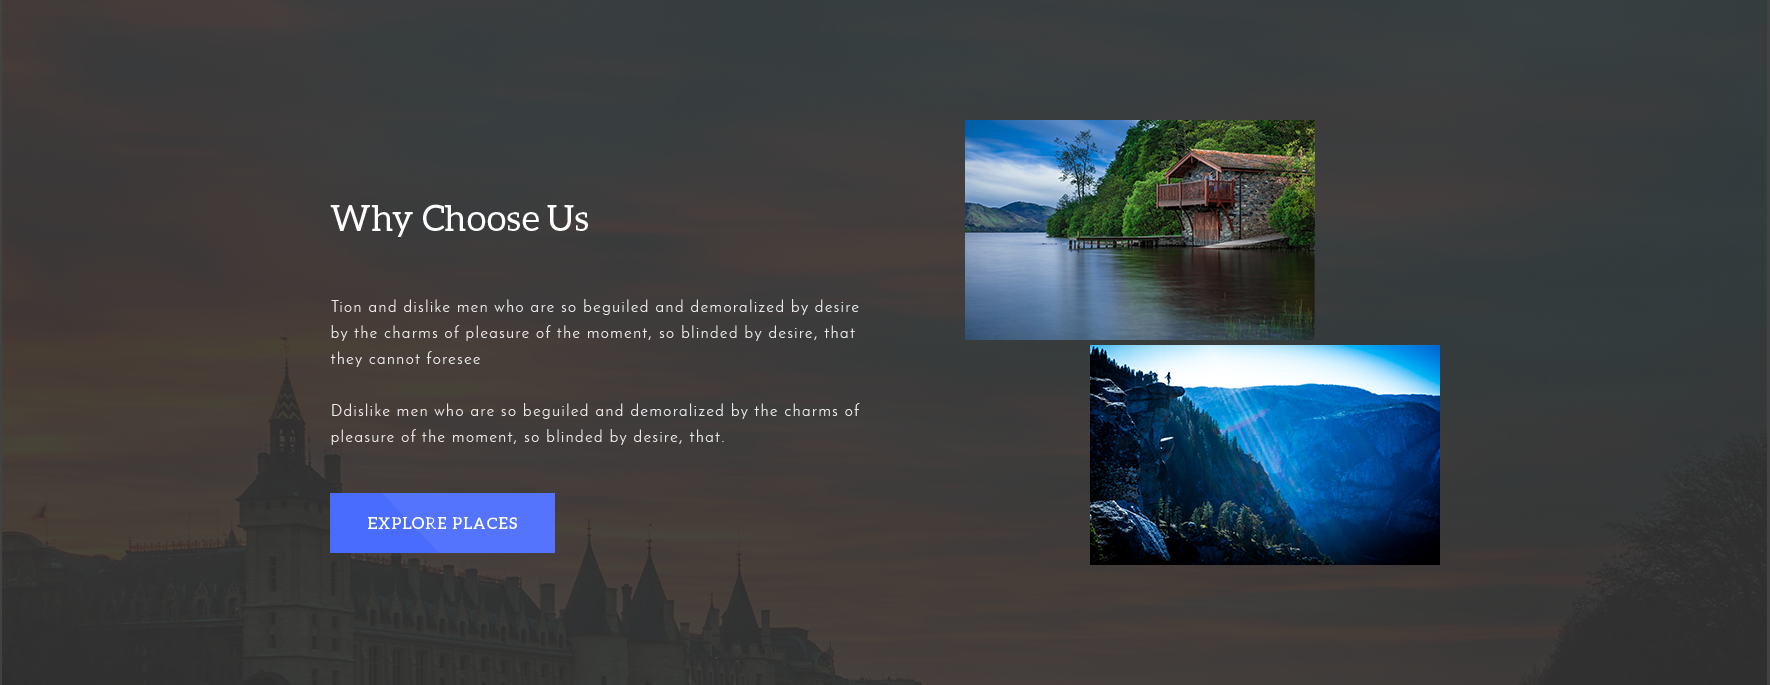 Why Choose Us
Tion and dislike men who are so beguiled and demoralized by desire
by the charms of pleasure of the moment, so blinded by desire, that
they cannot foresee
Ddislike men who are so beguiled and demoralized by the charms of
pleasure of the moment, so blinded by desire, that.
EXPLORE PLACES